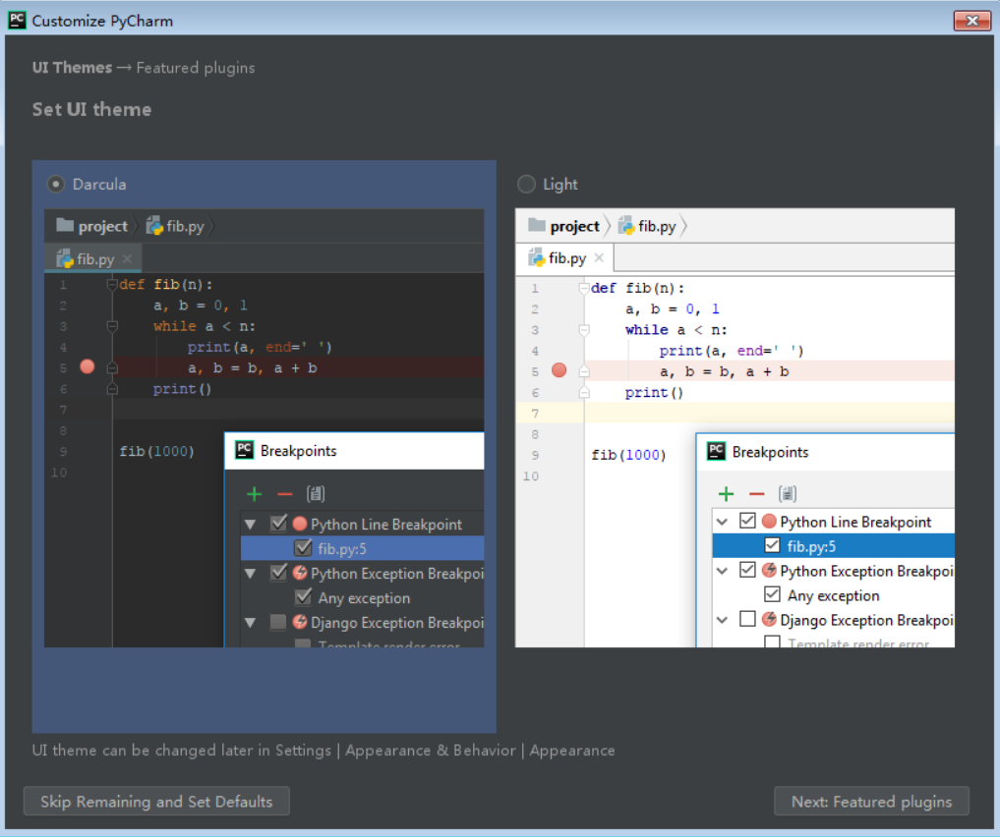 PC Customize PyCharm
UI Themes → Featured plugins
Set UI theme
Darcula
project fib.py
fib.py
1 def fib(n):
2 a, b = 0, 1
3 while a < n:
4 print(a, end=' ')
5 a, b = b, a + b
6 print()
7
8
9 fib(1000)
10
PC Breakpoints
Python Line Breakpoint
fib.py:5
Python Exception Breakpoi
Any exception
Django Exception Breakpoi
Template render error
Light
project fib.py
fib.py
1 def fib(n):
2 a, b = 0, 1
3 while a < n:
4 print(a, end=' ')
5 a, b = b, a + b
6 print()
7
8
9 fib(1000)
10
PC Breakpoints
Python Line Breakpoint
fib.py:5
Python Exception Breakpoi
Any exception
Django Exception Breakpoi
Template render error
UI theme can be changed later in Settings | Appearance & Behavior | Appearance
Skip Remaining and Set Defaults
Next: Featured plugins